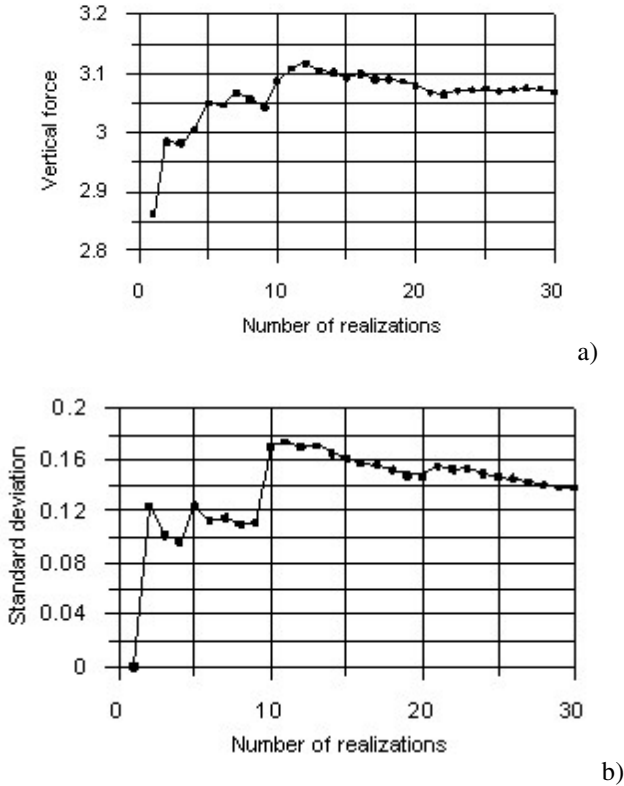 3.2
3.1
3
2.9
2.8
Vertical force
0 10 20 30
Number of realizations
a)
0.2
0.16
0.12
0.08
0.04
0
Standard deviation
0 10 20 30
Number of realizations
b)